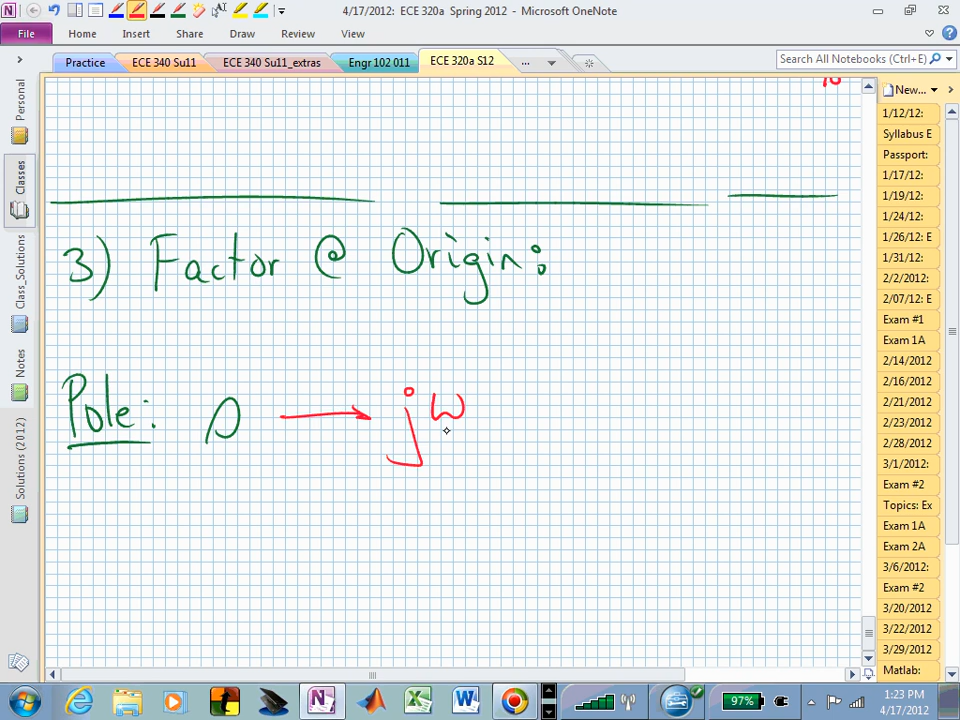 4/17/2012: ECE 320a Spring 2012 - Microsoft OneNote
File Home Insert Share Draw Review View
Practice ECE 340 Su11 ECE 340 Su11_extras Engr 102 011 ECE 320a S12 ...
Search All Notebooks (Ctrl+E)
New...
Personal
Classes
Class_Solutions
Notes
Solutions (2012)
3) Factor @ Origin:
Pole: s → jω
1/12/12:
Syllabus E
Passport:
1/17/12:
1/19/12:
1/24/12:
1/26/12: E
1/31/12:
2/2/2012:
2/07/12: E
Exam #1
Exam 1A
2/14/2012
2/16/2012
2/21/2012
2/23/2012
2/28/2012
3/1/2012:
Exam #2
Topics: Ex
Exam 1A
Exam 2A
3/6/2012:
Exam #2
3/20/2012
3/22/2012
3/29/2012
Matlab:
97%
1:23 PM
4/17/2012